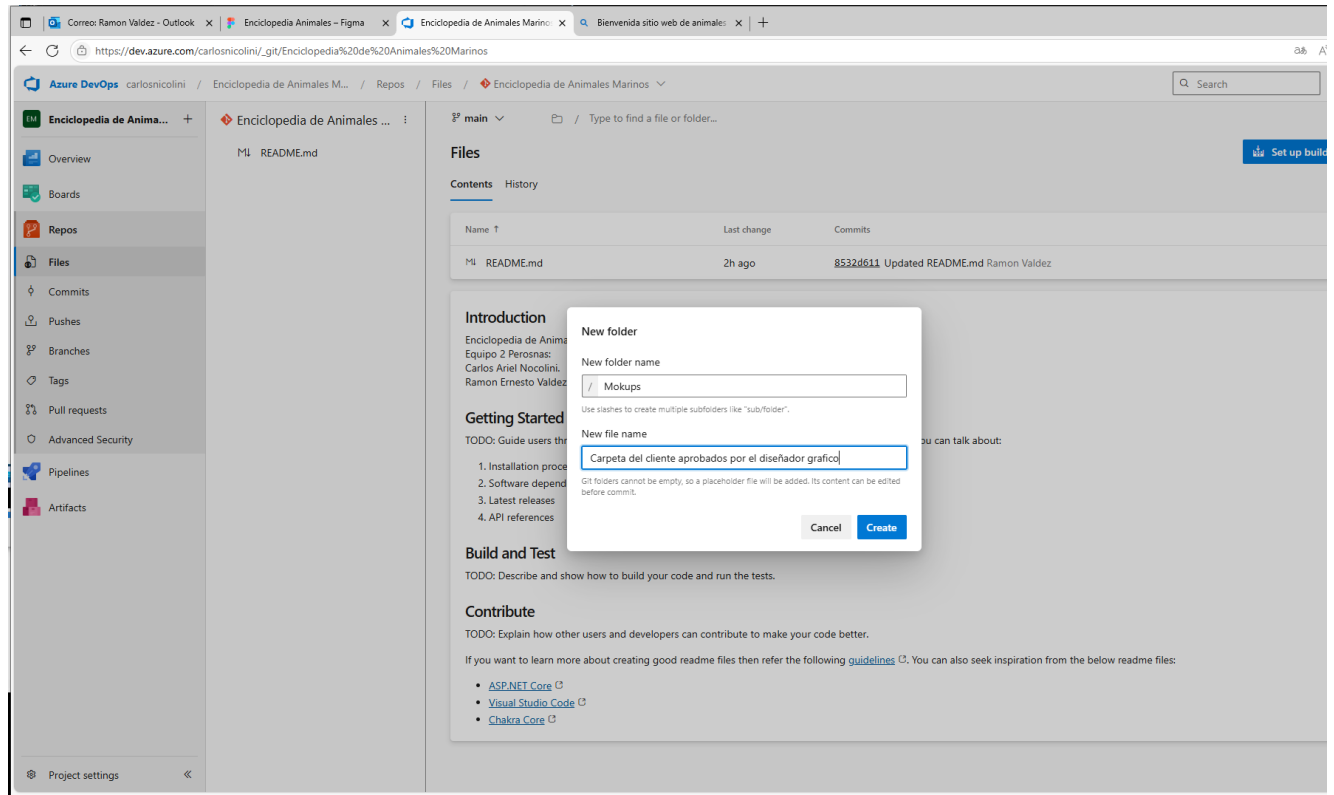 Correo: Ramon Valdez - Outlook
Enciclopedia Animales – Figma
Enciclopedia de Animales Marino
Bienvenida sitio web de animales
https://dev.azure.com/carlosnicolini/_git/Enciclopedia%20de%20Animales%20Marinos
Azure DevOps carlosnicolini / Enciclopedia de Animales M... / Repos / Files / Enciclopedia de Animales Marinos
Search
EM Enciclopedia de Anima... +
Overview
Boards
Repos
Files
Commits
Pushes
Branches
Tags
Pull requests
Advanced Security
Pipelines
Artifacts
Project settings
Enciclopedia de Animales ...
README.md
main
/ Type to find a file or folder...
Files
Set up build
Contents History
Name ↑ Last change Commits
README.md 2h ago 8532d611 Updated README.md Ramon Valdez
Introduction
Enciclopedia de Anima
Equipo 2 Perosnas:
Carlos Ariel Nocolini.
Ramon Ernesto Valdez
Getting Started
TODO: Guide users thr
ou can talk about:
1. Installation proce
2. Software depend
3. Latest releases
4. API references
Build and Test
TODO: Describe and show how to build your code and run the tests.
Contribute
TODO: Explain how other users and developers can contribute to make your code better.
If you want to learn more about creating good readme files then refer the following guidelines. You can also seek inspiration from the below readme files:
• ASP.NET Core
• Visual Studio Code
• Chakra Core
New folder
New folder name
/ Mokups
Use slashes to create multiple subfolders like "sub/folder".
New file name
Carpeta del cliente aprobados por el diseñador grafico
Git folders cannot be empty, so a placeholder file will be added. Its content can be edited
before commit.
Cancel
Create